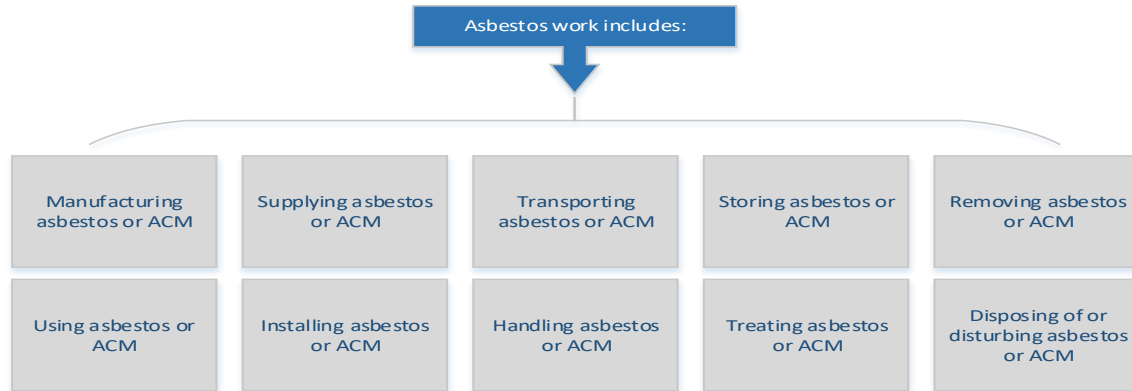 Asbestos work includes:
Manufacturing
asbestos or ACM
Supplying asbestos
or ACM
Transporting
asbestos or ACM
Storing asbestos or
ACM
Removing asbestos
or ACM
Using asbestos or
ACM
Installing asbestos
or ACM
Handling asbestos
or ACM
Treating asbestos
or ACM
Disposing of or
disturbing asbestos
or ACM